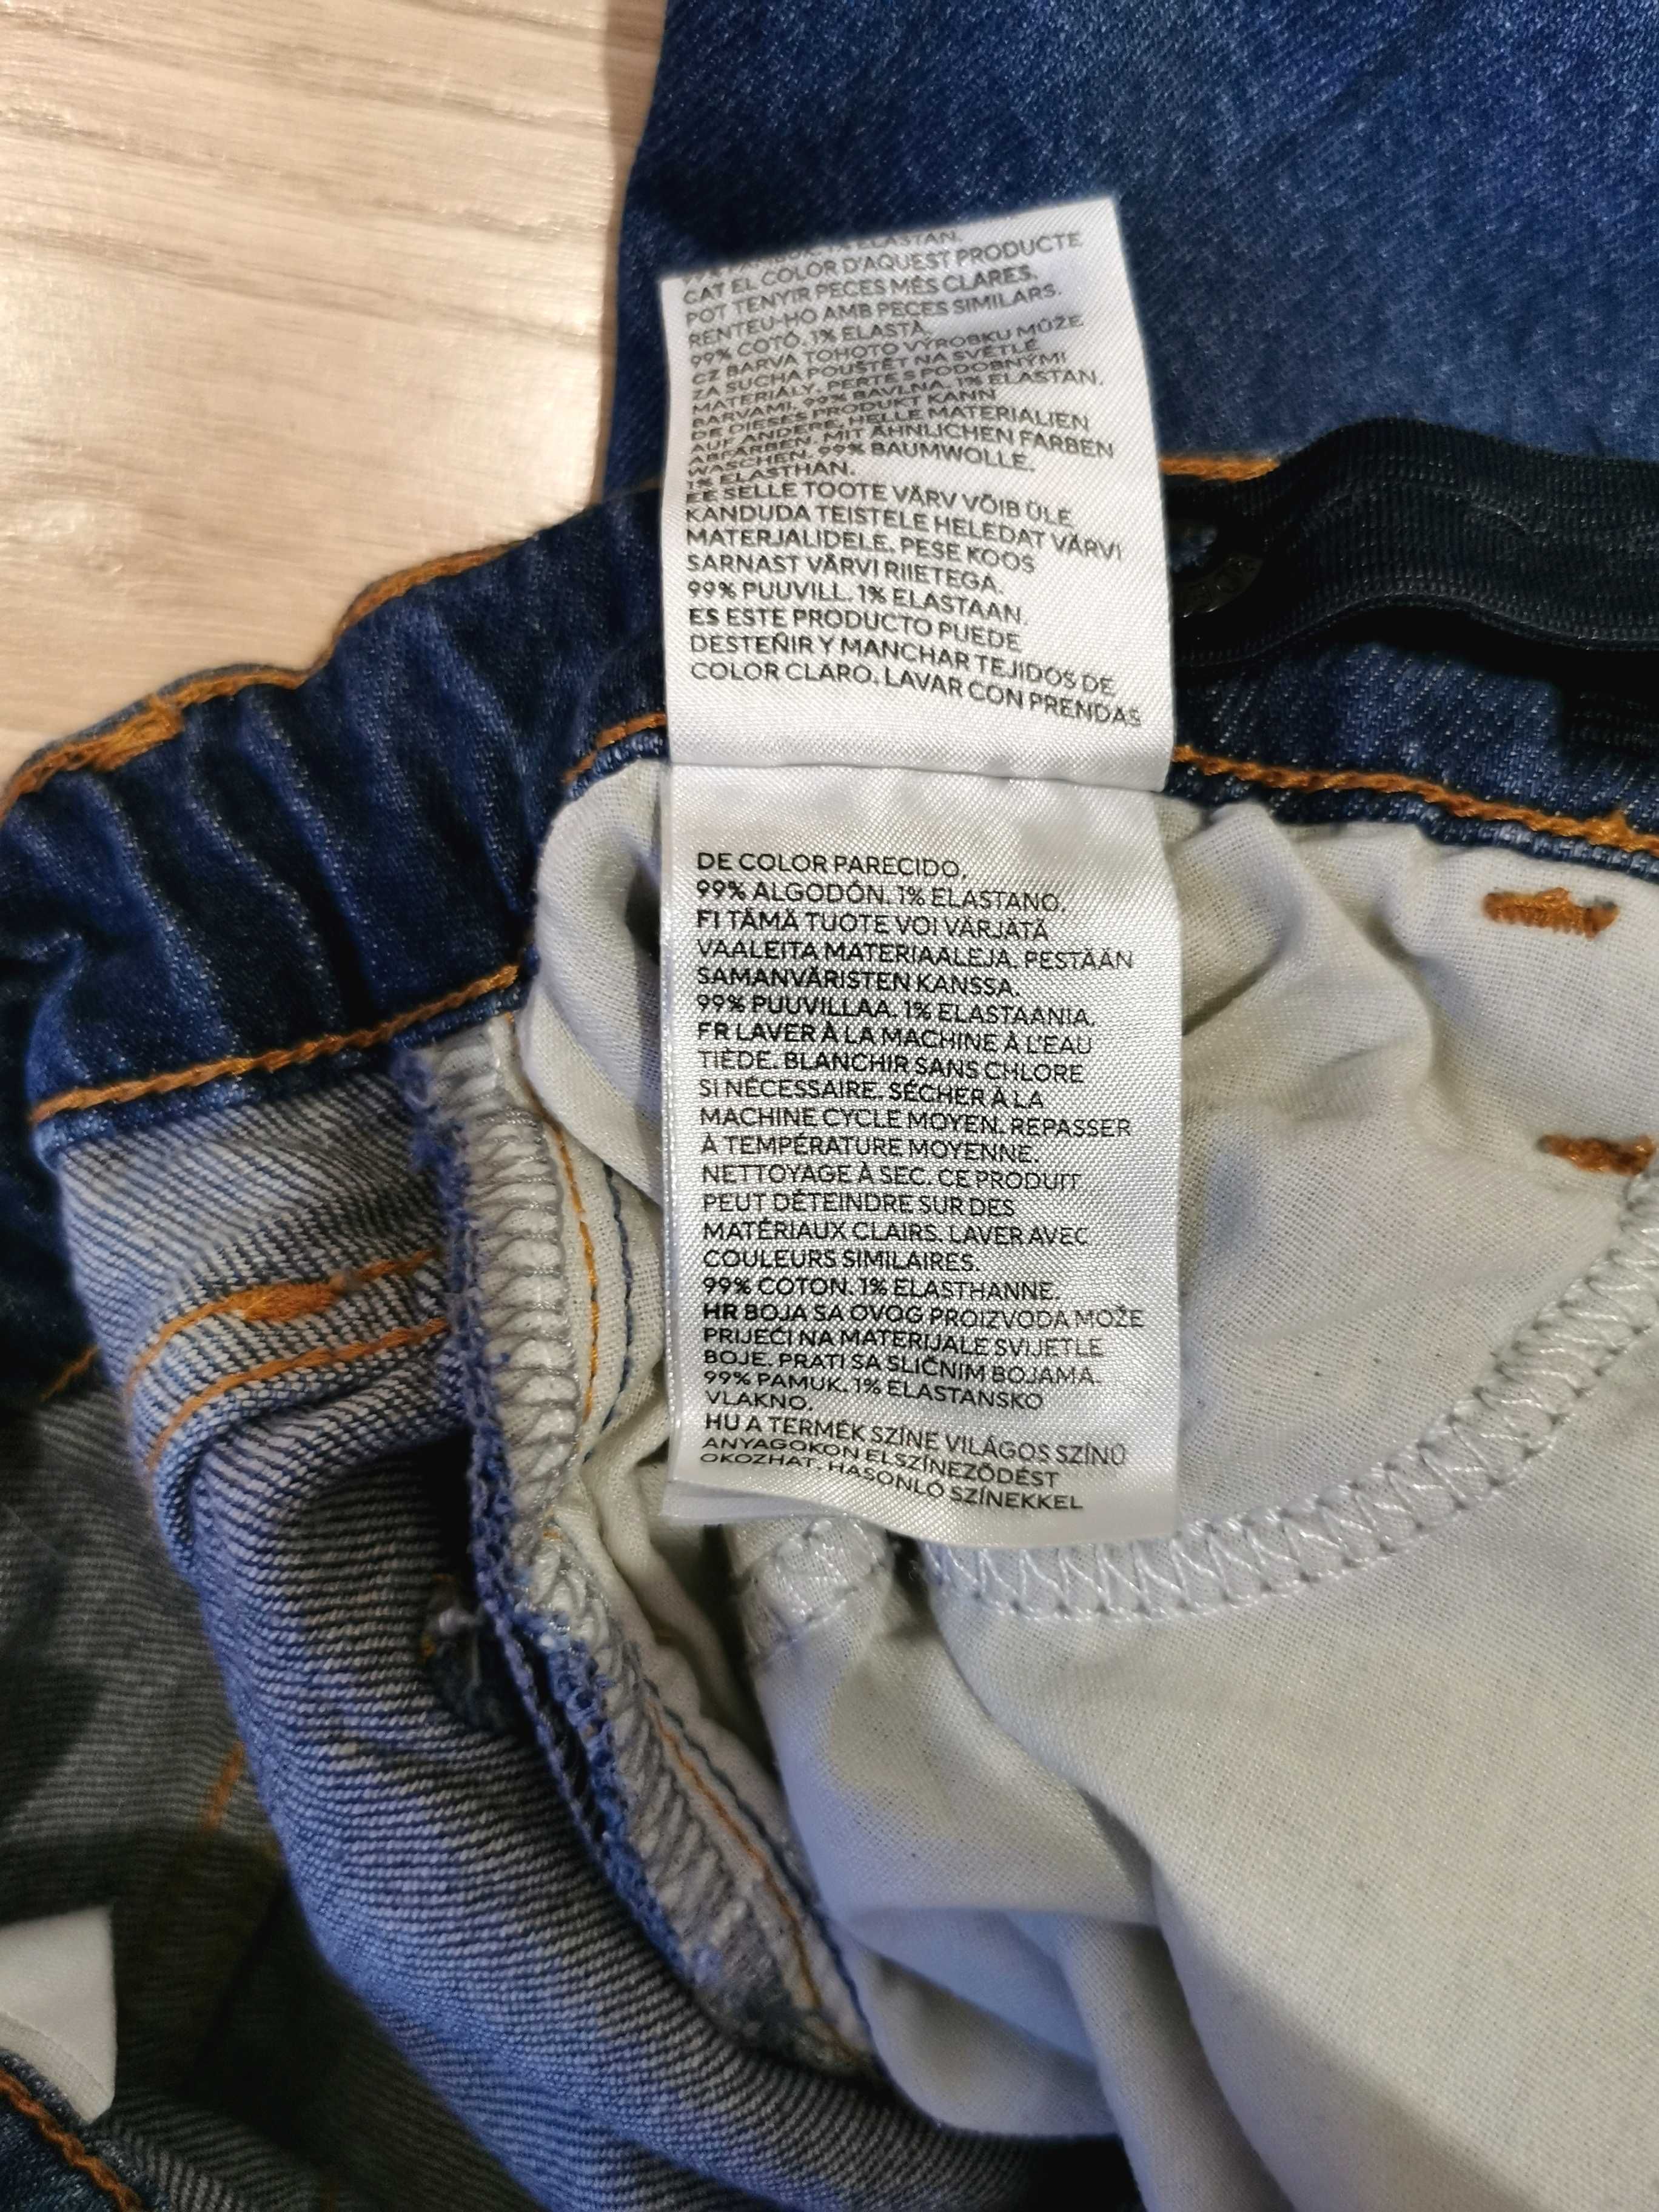 99% PAMUK. 1% ELASTAN.
CAT EL COLOR D'AQUEST PRODUCTE
POT TENYIR PECES MÉS CLARES.
RENTEU-HO AMB PECES SIMILARS.
99% COTÓ. 1% ELASTÀ.
CZ BARVA TOHOTO VÝROBKU MŮŽE
ZA SUCHA POUŠTĚT NA SVĚTLÉ
MATERIÁLY. PERTE S PODOBNÝMI
BARVAMI. 99% BAVLNA. 1% ELASTAN.
DE DIESES PRODUKT KANN
AUF ANDERE, HELLE MATERIALIEN
ABFÄRBEN. MIT ÄHNLICHEN FARBEN
WASCHEN. 99% BAUMWOLLE.
1% ELASTHAN.
EE SELLE TOOTE VÄRV VÕIB ÜLE
KANDUDA TEISTELE HELEDAT VÄRVI
MATERJALIDELE. PESE KOOS
SARNAST VÄRVI RIIETEGA.
99% PUUVILL. 1% ELASTAAN.
ES ESTE PRODUCTO PUEDE
DESTEÑIR Y MANCHAR TEJIDOS DE
COLOR CLARO. LAVAR CON PRENDAS
DE COLOR PARECIDO.
99% ALGODÓN. 1% ELASTANO.
FI TÄMÄ TUOTE VOI VÄRJÄTÄ
VAALEITA MATERIAALEJA. PESTÄÄN
SAMANVÄRISTEN KANSSA.
99% PUUVILLAA. 1% ELASTAANIA.
FR LAVER À LA MACHINE À L'EAU
TIÈDE. BLANCHIR SANS CHLORE
SI NÉCESSAIRE. SÉCHER À LA
MACHINE CYCLE MOYEN. REPASSER
À TEMPÉRATURE MOYENNE.
NETTOYAGE À SEC. CE PRODUIT
PEUT DÉTEINDRE SUR DES
MATÉRIAUX CLAIRS. LAVER AVEC
COULEURS SIMILAIRES.
99% COTON. 1% ELASTHANNE.
HR BOJA SA OVOG PROIZVODA MOŽE
PRIJEĆI NA MATERIJALE SVIJETLE
BOJE. PRATI SA SLIČNIM BOJAMA.
99% PAMUK. 1% ELASTANSKO
VLAKNO.
HU A TERMÉK SZÍNE VILÁGOS SZÍNŰ
ANYAGOKON ELSZÍNEZŐDÉST
OKOZHAT. HASONLÓ SZÍNEKKEL